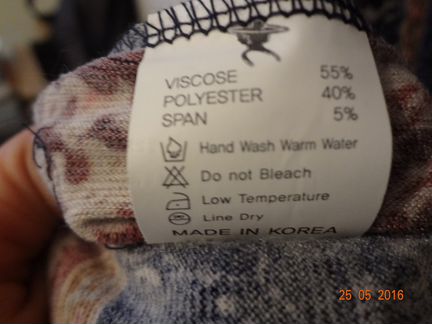 VISCOSE 55%
POLYESTER 40%
SPAN 5%
Hand Wash Warm Water
Do not Bleach
Low Temperature
Line Dry
MADE IN KOREA
25 05 2016